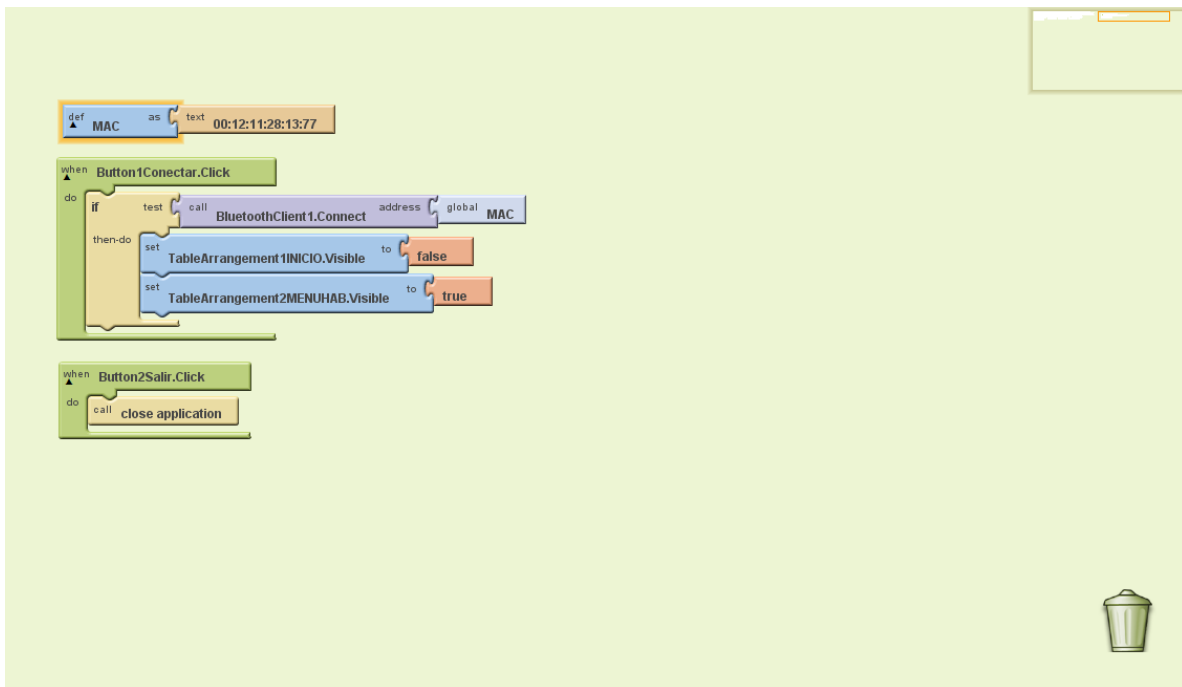 def MAC as text 00:12:11:28:13:77
when Button1Conectar.Click
do if test call BluetoothClient1.Connect address global MAC
then-do set TableArrangement1INICIO.Visible to false
set TableArrangement2MENUHAB.Visible to true
when Button2Salir.Click
do call close application